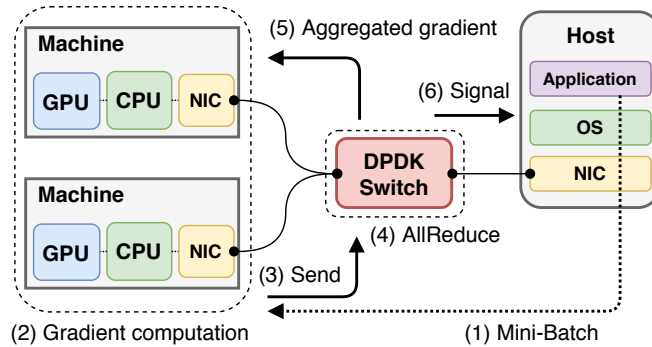 Machine
GPU
CPU
NIC
Machine
GPU
CPU
NIC
(2) Gradient computation
(5) Aggregated gradient
(6) Signal
DPDK
Switch
(4) AllReduce
(3) Send
(1) Mini-Batch
Host
Application
OS
NIC